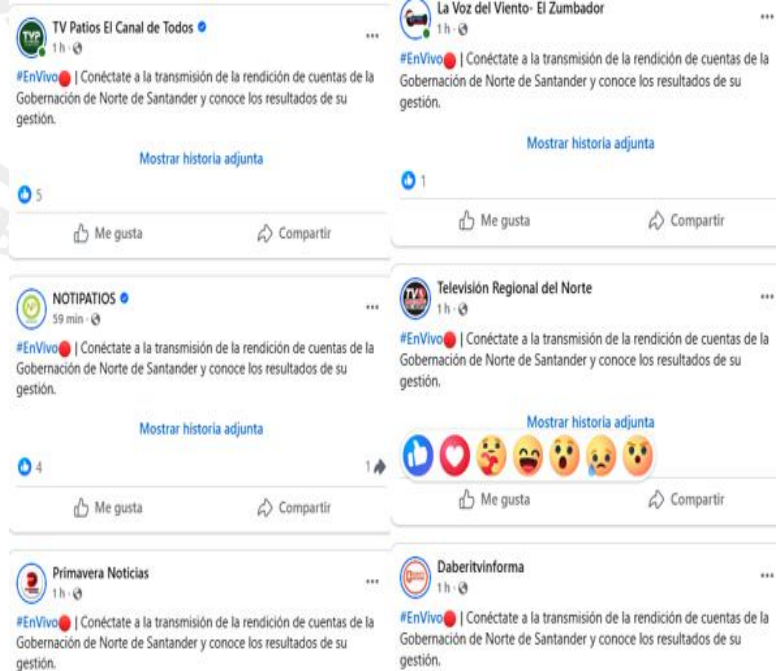 TV Patios El Canal de Todos
1 h
#EnVivo🔴 | Conéctate a la transmisión de la rendición de cuentas de la
Gobernación de Norte de Santander y conoce los resultados de su
gestión.
Mostrar historia adjunta
5
Me gusta
Compartir
NOTIPATIOS
59 min
#EnVivo🔴 | Conéctate a la transmisión de la rendición de cuentas de la
Gobernación de Norte de Santander y conoce los resultados de su
gestión.
Mostrar historia adjunta
4
1
Me gusta
Compartir
Primavera Noticias
1 h
#EnVivo🔴 | Conéctate a la transmisión de la rendición de cuentas de la
Gobernación de Norte de Santander y conoce los resultados de su
gestión.
La Voz del Viento- El Zumbador
1 h
#EnVivo🔴 | Conéctate a la transmisión de la rendición de cuentas de la
Gobernación de Norte de Santander y conoce los resultados de su
gestión.
Mostrar historia adjunta
1
Me gusta
Compartir
Televisión Regional del Norte
1 h
#EnVivo🔴 | Conéctate a la transmisión de la rendición de cuentas de la
Gobernación de Norte de Santander y conoce los resultados de su
gestión.
Mostrar historia adjunta
Me gusta
Compartir
Daberitvinforma
1 h
#EnVivo🔴 | Conéctate a la transmisión de la rendición de cuentas de la
Gobernación de Norte de Santander y conoce los resultados de su
gestión.